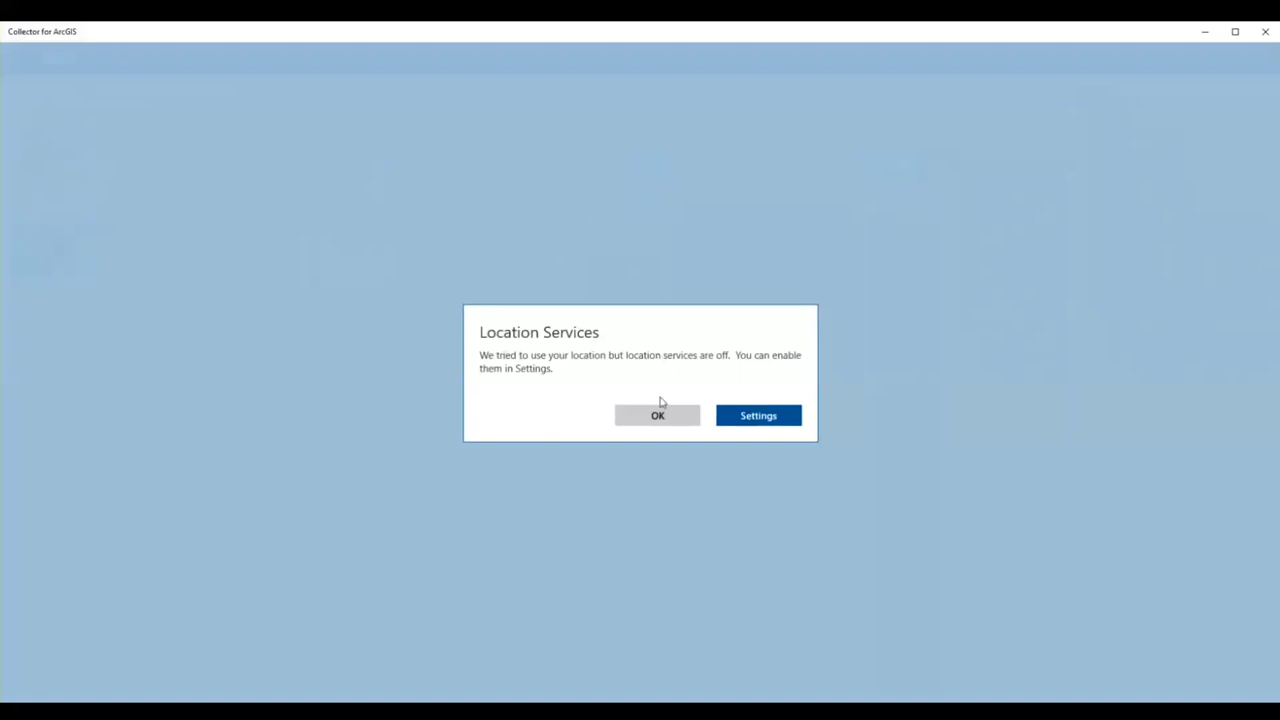 Collector for ArcGIS
Location Services
We tried to use your location but location services are off. You can enable
them in Settings.
OK
Settings